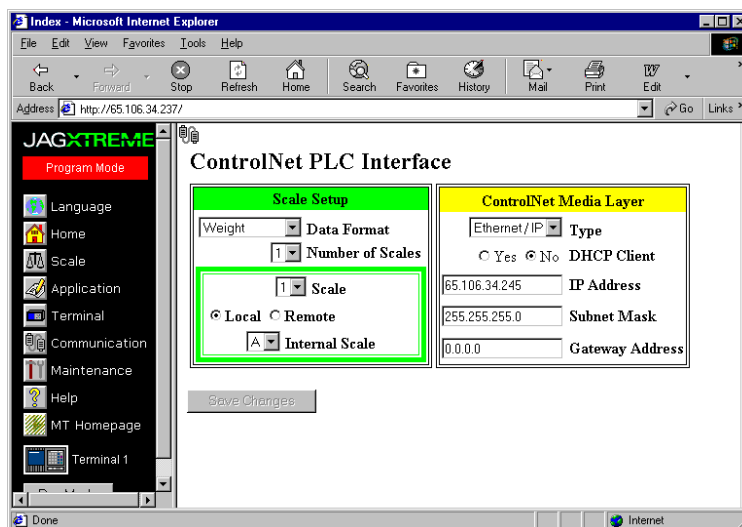 Index - Microsoft Internet Explorer
File Edit View Favorites Tools Help
Back Forward Stop Refresh Home Search Favorites History Mail Print Edit
Address http://65.106.34.237/ Go Links
JAGXTREME
Program Mode
Language
Home
Scale
Application
Terminal
Communication
Maintenance
Help
MT Homepage
Terminal 1
ControlNet PLC Interface
Scale Setup
Weight Data Format
1 Number of Scales
1 Scale
Local Remote
A Internal Scale
ControlNet Media Layer
Ethernet/IP Type
Yes No DHCP Client
65.106.34.245 IP Address
255.255.255.0 Subnet Mask
0.0.0.0 Gateway Address
Save Changes
Done Internet